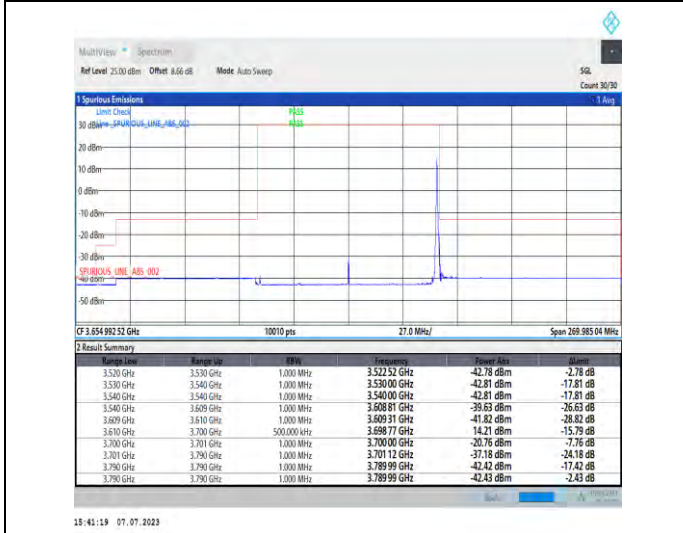 MultiView Spectrum
Ref Level 25.00 dBm Offset 8.66 dB Mode Auto Sweep SGL
Count 30/30
1 Spurious Emissions 1 Avg
Limit Check PASS
30 dBm Line _SPURIOUS_LINE_ABS_002 PASS
20 dBm
10 dBm
0 dBm
-10 dBm
-20 dBm
-30 dBm
SPURIOUS_LINE_ABS_002
-40 dBm
-50 dBm
CF 3.654 992 52 GHz 10010 pts 27.0 MHz/ Span 269.985 04 MHz
2 Result Summary
Range Low Range Up RBW Frequency Power Abs ΔLimit
3.520 GHz 3.530 GHz 1.000 MHz 3.522 52 GHz -42.78 dBm -2.78 dB
3.530 GHz 3.540 GHz 1.000 MHz 3.530 00 GHz -42.81 dBm -17.81 dB
3.540 GHz 3.540 GHz 1.000 MHz 3.540 00 GHz -42.81 dBm -17.81 dB
3.540 GHz 3.609 GHz 1.000 MHz 3.608 81 GHz -39.63 dBm -26.63 dB
3.609 GHz 3.610 GHz 1.000 MHz 3.609 31 GHz -41.82 dBm -28.82 dB
3.610 GHz 3.700 GHz 500.000 kHz 3.698 77 GHz 14.21 dBm -15.79 dB
3.700 GHz 3.701 GHz 1.000 MHz 3.700 00 GHz -20.76 dBm -7.76 dB
3.701 GHz 3.790 GHz 1.000 MHz 3.701 12 GHz -37.18 dBm -24.18 dB
3.790 GHz 3.790 GHz 1.000 MHz 3.789 99 GHz -42.42 dBm -17.42 dB
3.790 GHz 3.790 GHz 1.000 MHz 3.789 99 GHz -42.43 dBm -2.43 dB
15:41:19 07.07.2023